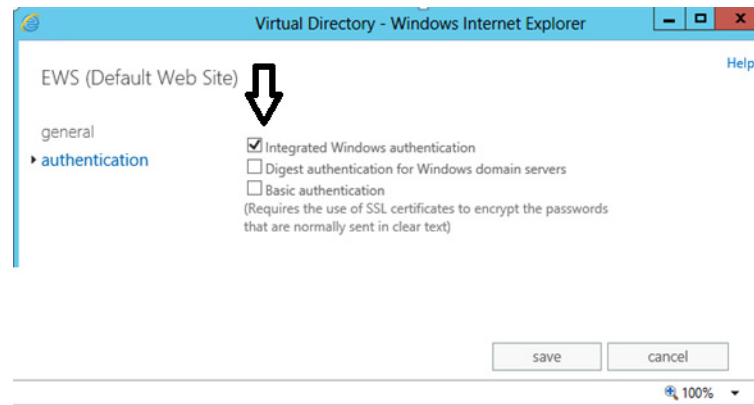 Virtual Directory - Windows Internet Explorer
x
Help
EWS (Default Web Site)
general
authentication
Integrated Windows authentication
Digest authentication for Windows domain servers
Basic authentication
(Requires the use of SSL certificates to encrypt the passwords
that are normally sent in clear text)
save cancel
100%